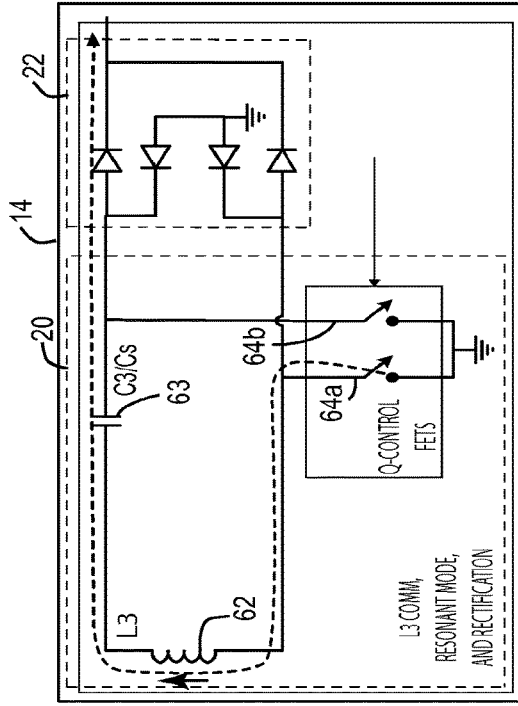 20
14
22
C3/Cs
63
L3
62
64b
64a
Q-CONTROL
FETS
L3 COMM,
RESONANT MODE,
AND RECTIFICATION